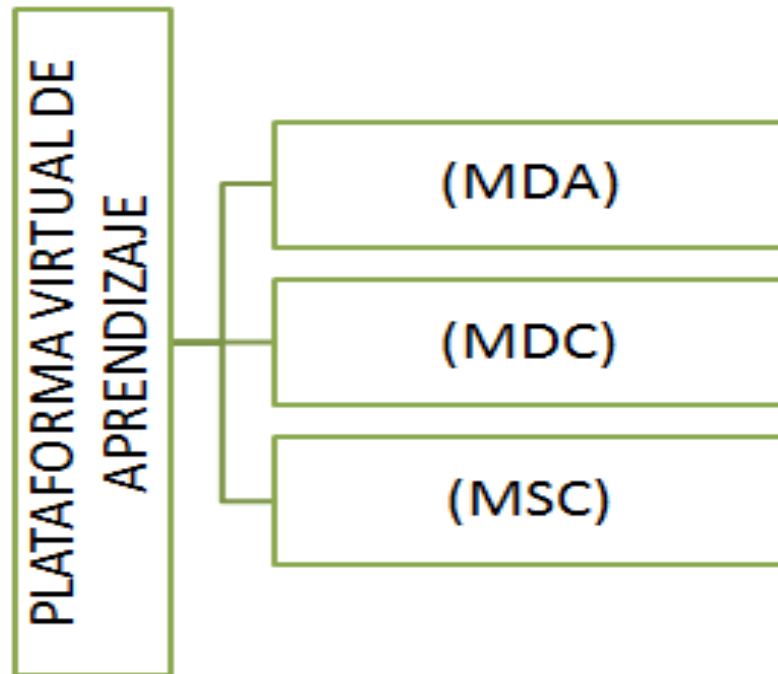 PLATAFORMA VIRTUAL DE
APRENDIZAJE
(MDA)
(MDC)
(MSC)